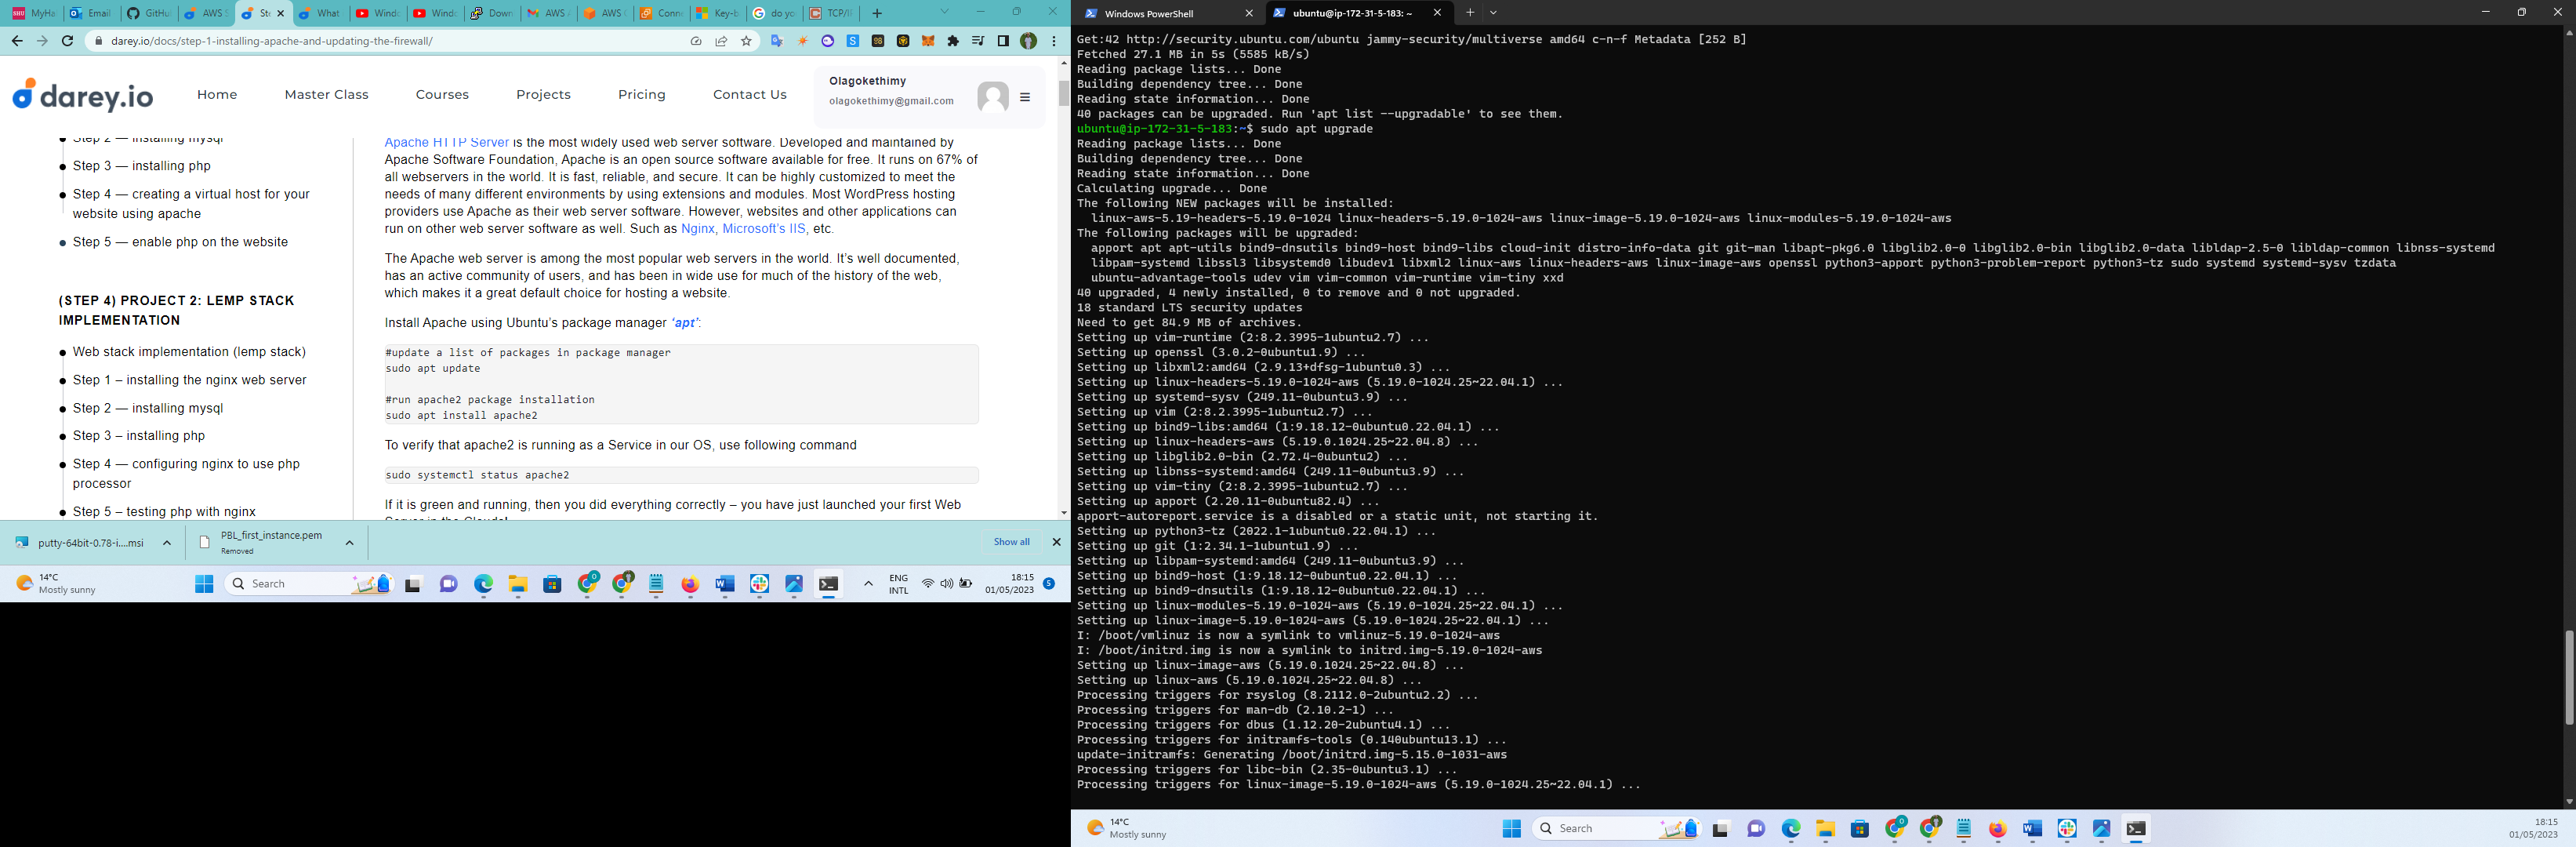 MyHa
Email
GitHu
AWS S
Ste
What
Windo
Windo
Down
AWS A
AWS C
Conne
Key-b
do yo
TCP/I
darey.io/docs/step-1-installing-apache-and-updating-the-firewall/
darey.io
Home
Master Class
Courses
Projects
Pricing
Contact Us
Olagokethimy
olagokethimy@gmail.com
Step 2 — installing mysql
Step 3 — installing php
Step 4 — creating a virtual host for your
website using apache
Step 5 — enable php on the website
(STEP 4) PROJECT 2: LEMP STACK
IMPLEMENTATION
Web stack implementation (lemp stack)
Step 1 – installing the nginx web server
Step 2 — installing mysql
Step 3 – installing php
Step 4 — configuring nginx to use php
processor
Step 5 – testing php with nginx
Apache HTTP Server is the most widely used web server software. Developed and maintained by
Apache Software Foundation, Apache is an open source software available for free. It runs on 67% of
all webservers in the world. It is fast, reliable, and secure. It can be highly customized to meet the
needs of many different environments by using extensions and modules. Most WordPress hosting
providers use Apache as their web server software. However, websites and other applications can
run on other web server software as well. Such as Nginx, Microsoft’s IIS, etc.
The Apache web server is among the most popular web servers in the world. It’s well documented,
has an active community of users, and has been in wide use for much of the history of the web,
which makes it a great default choice for hosting a website.
Install Apache using Ubuntu’s package manager ‘apt’:
#update a list of packages in package manager
sudo apt update
#run apache2 package installation
sudo apt install apache2
To verify that apache2 is running as a Service in our OS, use following command
sudo systemctl status apache2
If it is green and running, then you did everything correctly – you have just launched your first Web
Server in the Clouds!
putty-64bit-0.78-i....msi
PBL_first_instance.pem
Removed
Show all
14°C
Mostly sunny
Search
ENG
INTL
18:15
01/05/2023
5
Windows PowerShell
ubuntu@ip-172-31-5-183: ~
Get:42 http://security.ubuntu.com/ubuntu jammy-security/multiverse amd64 c-n-f Metadata [252 B]
Fetched 27.1 MB in 5s (5585 kB/s)
Reading package lists... Done
Building dependency tree... Done
Reading state information... Done
40 packages can be upgraded. Run 'apt list --upgradable' to see them.
ubuntu@ip-172-31-5-183:~$ sudo apt upgrade
Reading package lists... Done
Building dependency tree... Done
Reading state information... Done
Calculating upgrade... Done
The following NEW packages will be installed:
linux-aws-5.19-headers-5.19.0-1024 linux-headers-5.19.0-1024-aws linux-image-5.19.0-1024-aws linux-modules-5.19.0-1024-aws
The following packages will be upgraded:
apport apt apt-utils bind9-dnsutils bind9-host bind9-libs cloud-init distro-info-data git git-man libapt-pkg6.0 libglib2.0-0 libglib2.0-bin libglib2.0-data libldap-2.5-0 libldap-common libnss-systemd
libpam-systemd libssl3 libsystemd0 libudev1 libxml2 linux-aws linux-headers-aws linux-image-aws openssl python3-apport python3-problem-report python3-tz sudo systemd systemd-sysv tzdata
ubuntu-advantage-tools udev vim vim-common vim-runtime vim-tiny xxd
40 upgraded, 4 newly installed, 0 to remove and 0 not upgraded.
18 standard LTS security updates
Need to get 84.9 MB of archives.
Setting up vim-runtime (2:8.2.3995-1ubuntu2.7) ...
Setting up openssl (3.0.2-0ubuntu1.9) ...
Setting up libxml2:amd64 (2.9.13+dfsg-1ubuntu0.3) ...
Setting up linux-headers-5.19.0-1024-aws (5.19.0-1024.25~22.04.1) ...
Setting up systemd-sysv (249.11-0ubuntu3.9) ...
Setting up vim (2:8.2.3995-1ubuntu2.7) ...
Setting up bind9-libs:amd64 (1:9.18.12-0ubuntu0.22.04.1) ...
Setting up linux-headers-aws (5.19.0.1024.25~22.04.8) ...
Setting up libglib2.0-bin (2.72.4-0ubuntu2) ...
Setting up libnss-systemd:amd64 (249.11-0ubuntu3.9) ...
Setting up vim-tiny (2:8.2.3995-1ubuntu2.7) ...
Setting up apport (2.20.11-0ubuntu82.4) ...
apport-autoreport.service is a disabled or a static unit, not starting it.
Setting up python3-tz (2022.1-1ubuntu0.22.04.1) ...
Setting up git (1:2.34.1-1ubuntu1.9) ...
Setting up libpam-systemd:amd64 (249.11-0ubuntu3.9) ...
Setting up bind9-host (1:9.18.12-0ubuntu0.22.04.1) ...
Setting up bind9-dnsutils (1:9.18.12-0ubuntu0.22.04.1) ...
Setting up linux-modules-5.19.0-1024-aws (5.19.0-1024.25~22.04.1) ...
Setting up linux-image-5.19.0-1024-aws (5.19.0-1024.25~22.04.1) ...
I: /boot/vmlinuz is now a symlink to vmlinuz-5.19.0-1024-aws
I: /boot/initrd.img is now a symlink to initrd.img-5.19.0-1024-aws
Setting up linux-image-aws (5.19.0.1024.25~22.04.8) ...
Setting up linux-aws (5.19.0.1024.25~22.04.8) ...
Processing triggers for rsyslog (8.2112.0-2ubuntu2.2) ...
Processing triggers for man-db (2.10.2-1) ...
Processing triggers for dbus (1.12.20-2ubuntu4.1) ...
Processing triggers for initramfs-tools (0.140ubuntu13.1) ...
update-initramfs: Generating /boot/initrd.img-5.15.0-1031-aws
Processing triggers for libc-bin (2.35-0ubuntu3.1) ...
Processing triggers for linux-image-5.19.0-1024-aws (5.19.0-1024.25~22.04.1) ...
14°C
Mostly sunny
Search
18:15
01/05/2023